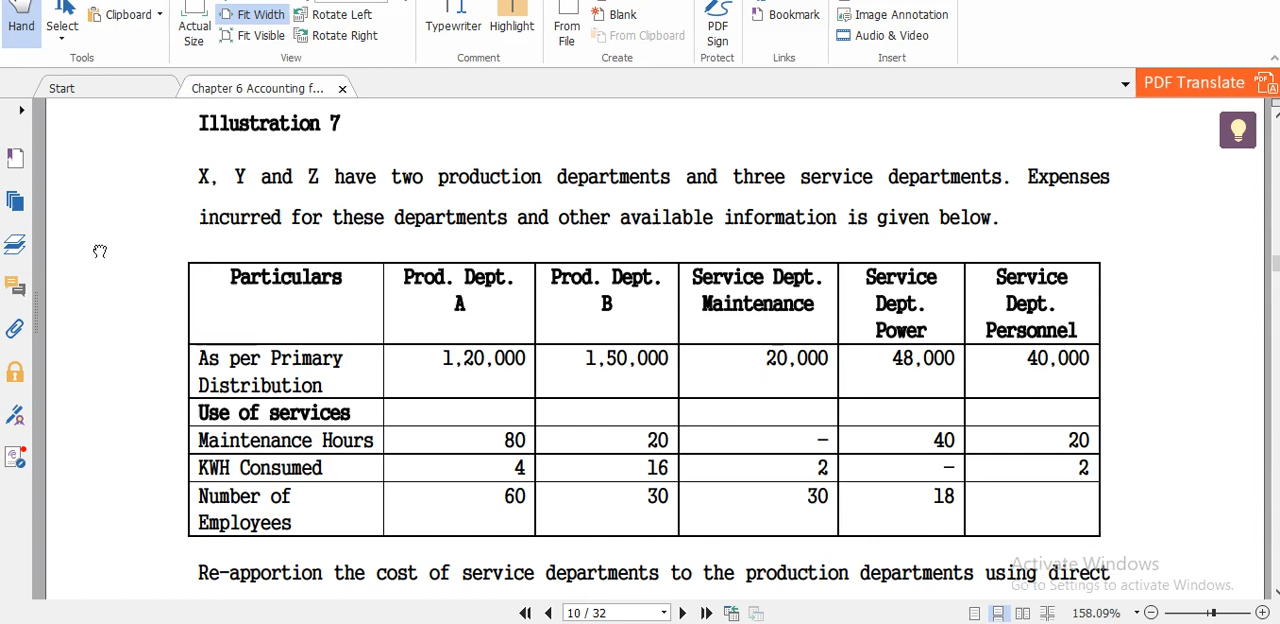 Hand
Select
Clipboard
Tools
Actual
Size
Fit Width
Fit Visible
Rotate Left
Rotate Right
View
Typewriter
Highlight
Comment
From
File
Blank
From Clipboard
Create
PDF
Sign
Protect
Bookmark
Links
Image Annotation
Audio & Video
Insert
Start
Chapter 6 Accounting f...
PDF Translate
Illustration 7
X, Y and Z have two production departments and three service departments. Expenses
incurred for these departments and other available information is given below.
Particulars Prod. Dept. A Prod. Dept. B Service Dept. Maintenance Service Dept. Power Service Dept. Personnel
As per Primary Distribution 1,20,000 1,50,000 20,000 48,000 40,000
Use of services
Maintenance Hours 80 20 – 40 20
KWH Consumed 4 16 2 – 2
Number of Employees 60 30 30 18
Re-apportion the cost of service departments to the production departments using direct
Activate Windows
Go to Settings to activate Windows.
10 / 32
158.09%